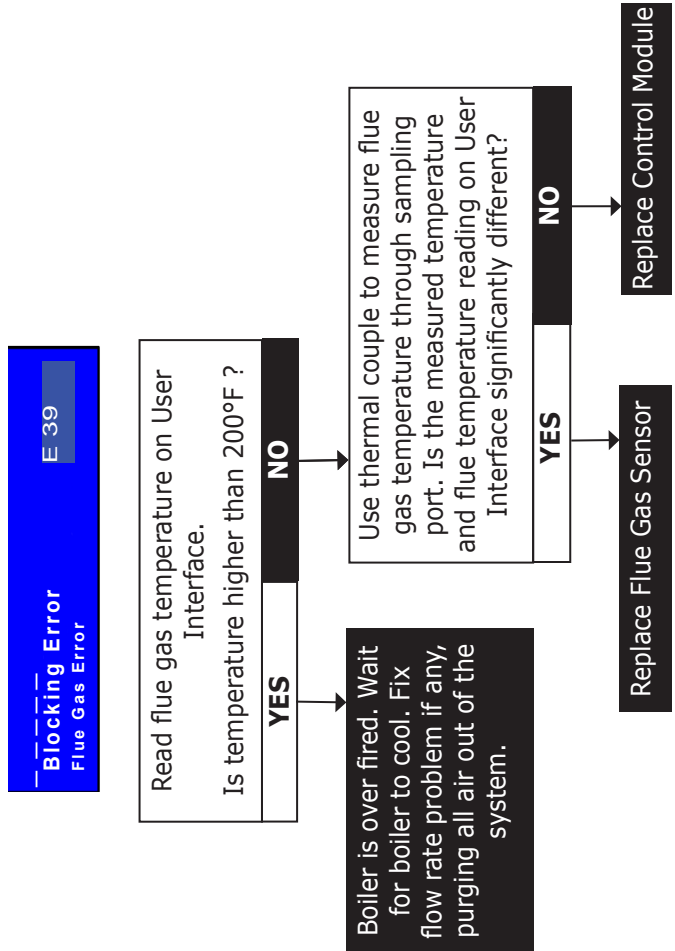 Blocking Error
E 39
Flue Gas Error
Read flue gas temperature on User
Interface.
Is temperature higher than 200°F ?
YES
NO
Boiler is over fired. Wait
for boiler to cool. Fix
flow rate problem if any,
purging all air out of the
system.
Use thermal couple to measure flue
gas temperature through sampling
port. Is the measured temperature
and flue temperature reading on User
Interface significantly different?
YES
NO
Replace Flue Gas Sensor
Replace Control Module